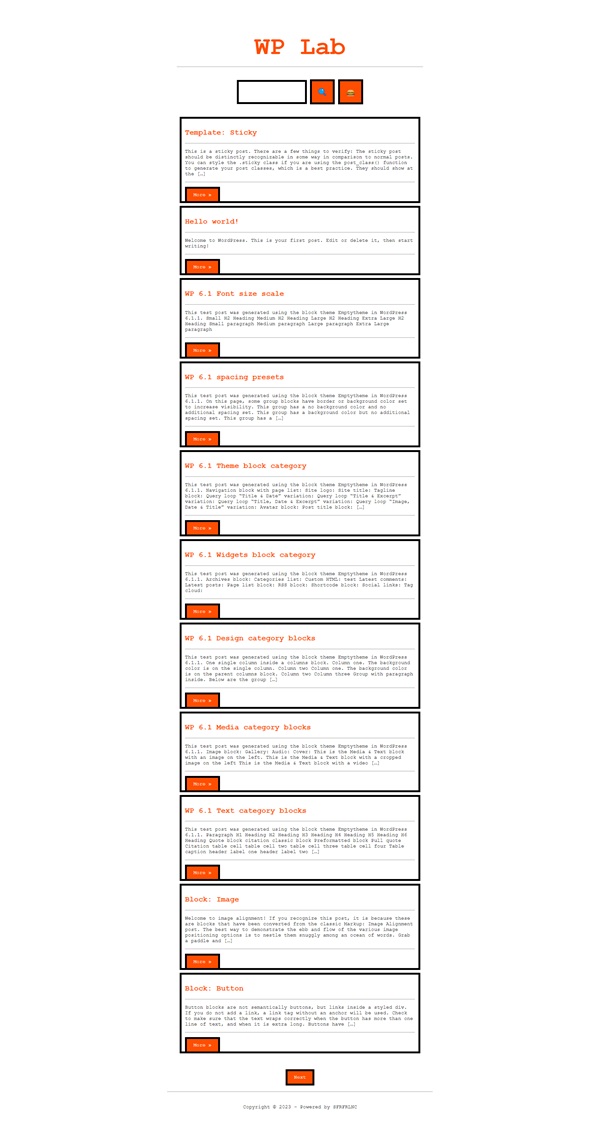 WP Lab
Template: Sticky
This is a sticky post. There are a few things to verify: The sticky post
should be distinctly recognizable in some way in comparison to normal posts.
You can style the .sticky class if you are using the post_class() function
to generate your post classes, which is a best practice. They should show at
the […]
More »
Hello world!
Welcome to WordPress. This is your first post. Edit or delete it, then start
writing!
More »
WP 6.1 Font size scale
This test post was generated using the block theme Emptytheme in WordPress
6.1.1. Small H2 Heading Medium H2 Heading Large H2 Heading Extra Large H2
Heading Small paragraph Medium paragraph Large paragraph Extra Large
paragraph
More »
WP 6.1 spacing presets
This test post was generated using the block theme Emptytheme in WordPress
6.1.1. On this page, some group blocks have border or background color set
to increase visibility. This group has a no background color and no
additional spacing set. This group has a background color but no additional
spacing set. This group has a […]
More »
WP 6.1 Theme block category
This test post was generated using the block theme Emptytheme in WordPress
6.1.1. Navigation block with page list: Site logo: Site title: Tagline
block: Query loop “Title & Date” variation: Query loop “Title & Excerpt”
variation: Query loop “Title, Date & Excerpt” variation: Query loop “Image,
Date & Title” variation: Avatar block: Post title block: […]
More »
WP 6.1 Widgets block category
This test post was generated using the block theme Emptytheme in WordPress
6.1.1. Archives block: Categories list: Custom HTML: test Latest comments:
Latest posts: Page list block: RSS block: Shortcode block: Social links: Tag
cloud:
More »
WP 6.1 Design category blocks
This test post was generated using the block theme Emptytheme in WordPress
6.1.1. One single column inside a columns block. Column one. The background
color is on the single column. Column two Column one. The background color
is on the parent columns block. Column two Column three Group with paragraph
inside. Below are the group […]
More »
WP 6.1 Media category blocks
This test post was generated using the block theme Emptytheme in WordPress
6.1.1. Image block: Gallery: Audio: Cover: This is the Media & Text block
with an image on the left. This is the Media & Text block with a cropped
image on the left This is the Media & Text block with a video […]
More »
WP 6.1 Text category blocks
This test post was generated using the block theme Emptytheme in WordPress
6.1.1. Paragraph H1 Heading H2 Heading H3 Heading H4 Heading H5 Heading H6
Heading Quote block citation classic block Preformatted block Pull quote
Citation table cell table cell two table cell three table cell four Table
caption header label one header label two […]
More »
Block: Image
Welcome to image alignment! If you recognize this post, it is because these
are blocks that have been converted from the classic Markup: Image Alignment
post. The best way to demonstrate the ebb and flow of the various image
positioning options is to nestle them snuggly among an ocean of words. Grab
a paddle and […]
More »
Block: Button
Button blocks are not semantically buttons, but links inside a styled div.
If you do not add a link, a link tag without an anchor will be used. Check
to make sure that the text wraps correctly when the button has more than one
line of text, and when it is extra long. Buttons have […]
More »
Next
Copyright © 2023 - Powered by